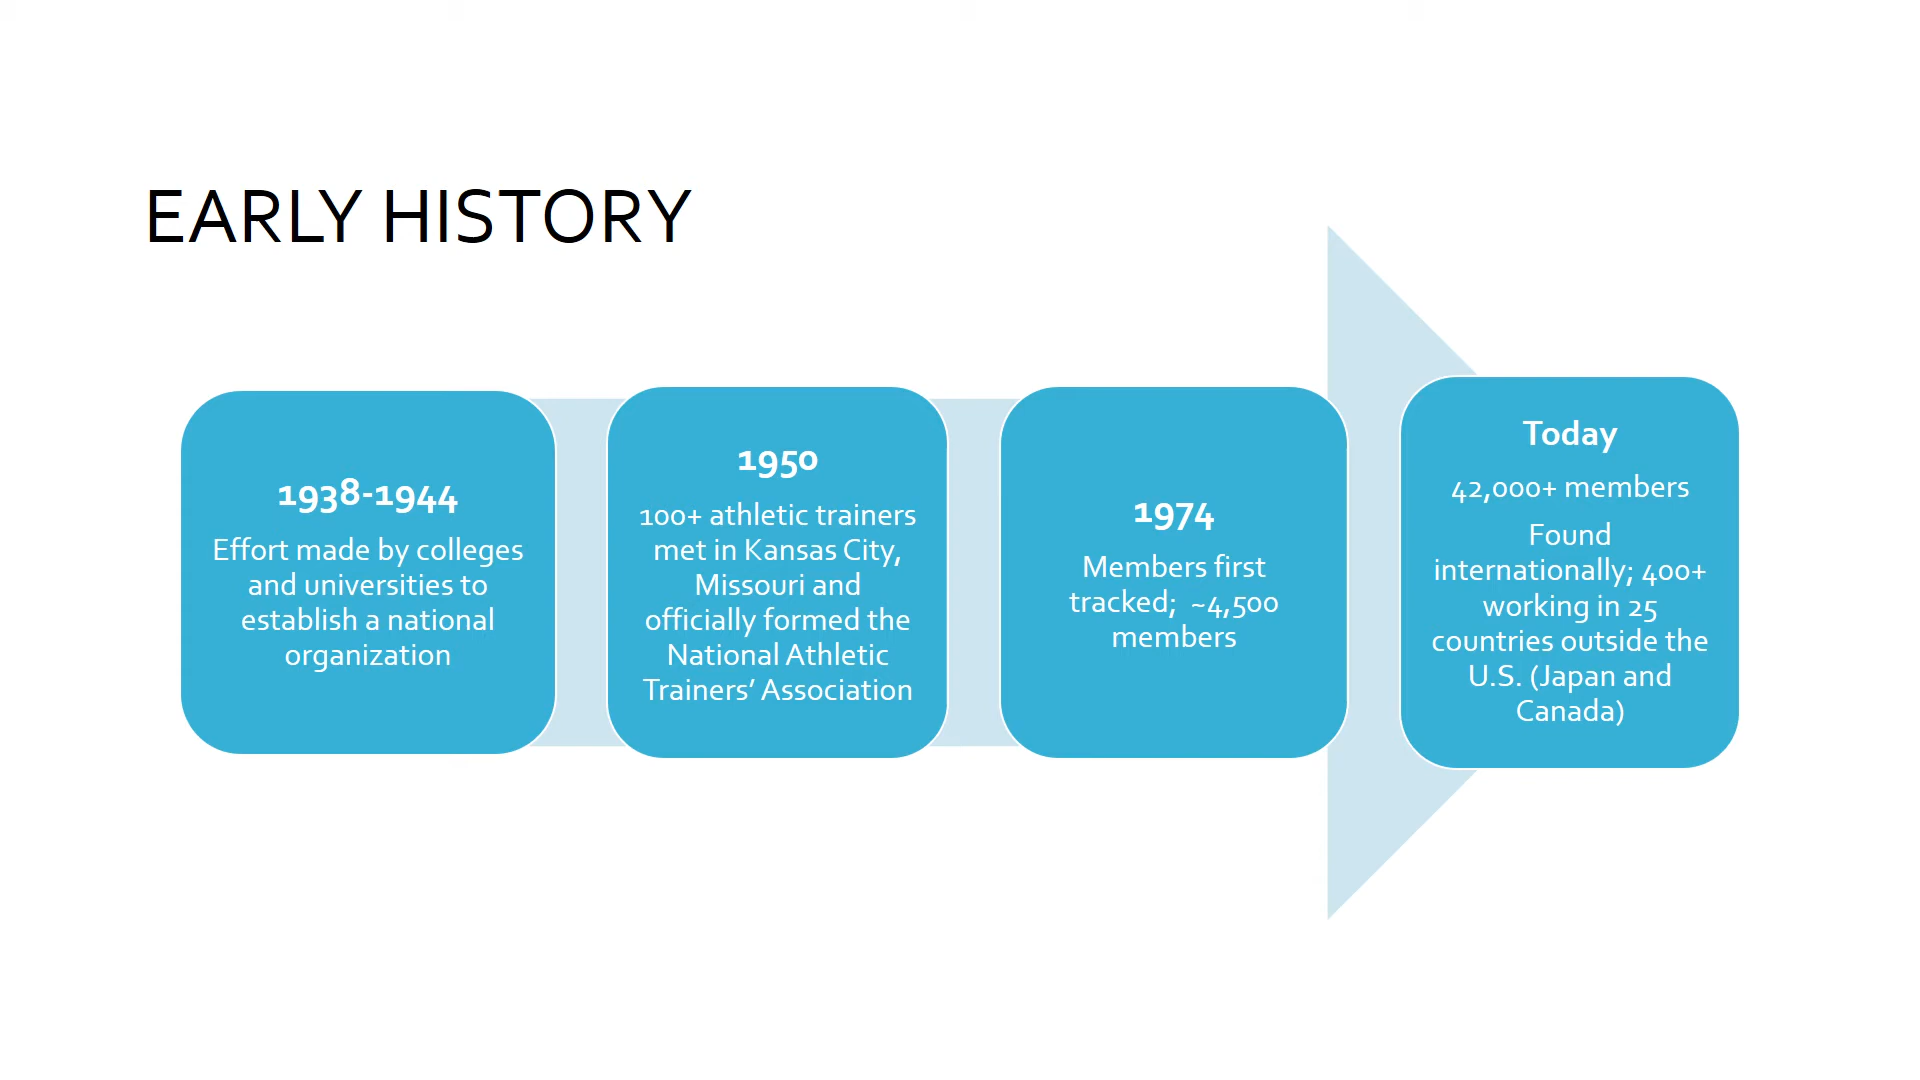 EARLY HISTORY
1938-1944
Effort made by colleges
and universities to
establish a national
organization
1950
100+ athletic trainers
met in Kansas City,
Missouri and
officially formed the
National Athletic
Trainers’ Association
1974
Members first
tracked;  ~4,500
members
Today
42,000+ members
Found
internationally; 400+
working in 25
countries outside the
U.S. (Japan and
Canada)